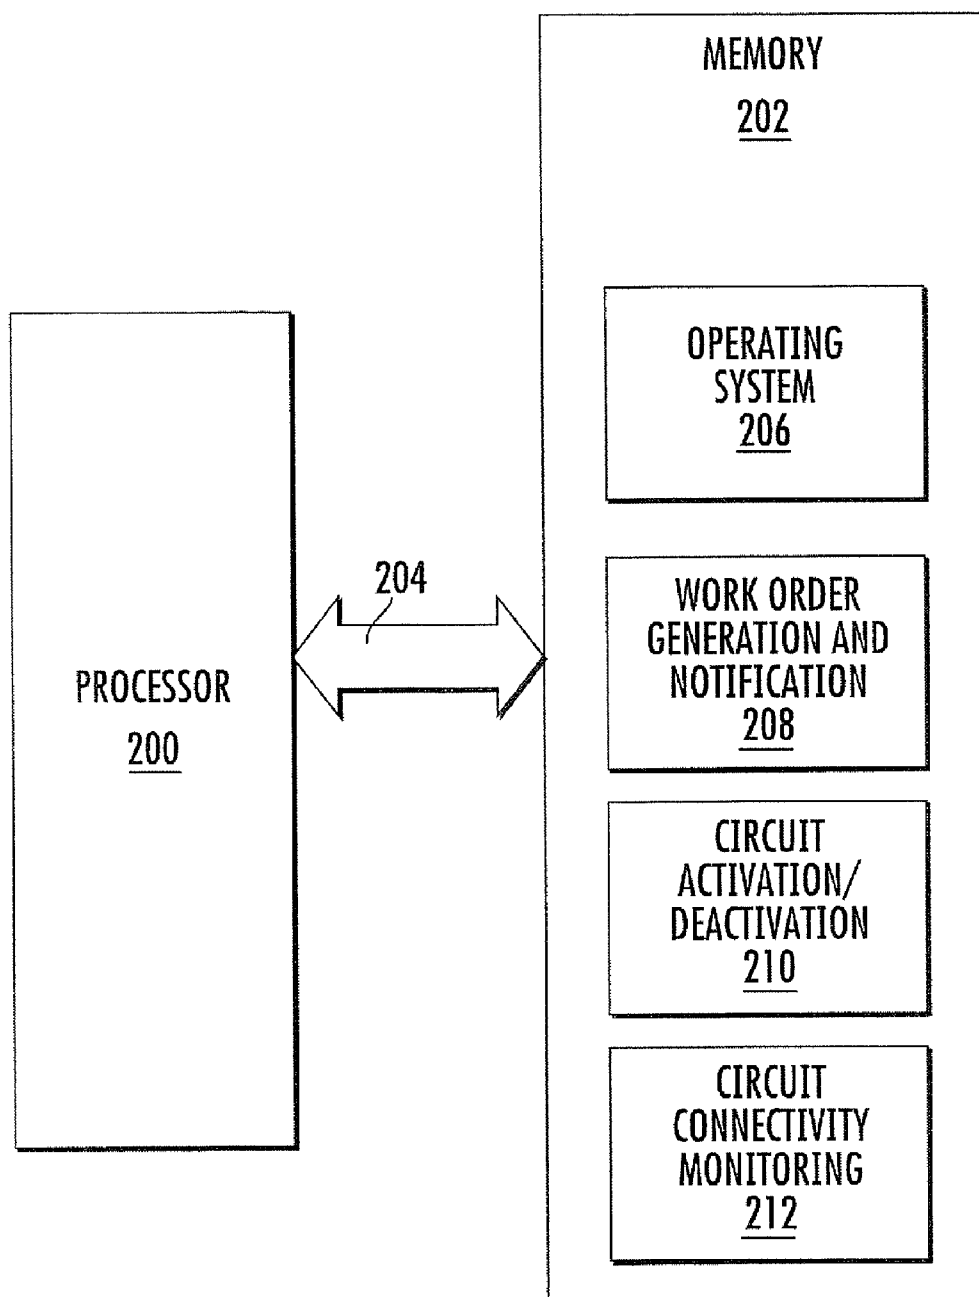 MEMORY
202
OPERATING
SYSTEM
206
204
WORK ORDER
GENERATION AND
NOTIFICATION
208
PROCESSOR
200
CIRCUIT
ACTIVATION/
DEACTIVATION
210
CIRCUIT
CONNECTIVITY
MONITORING
212